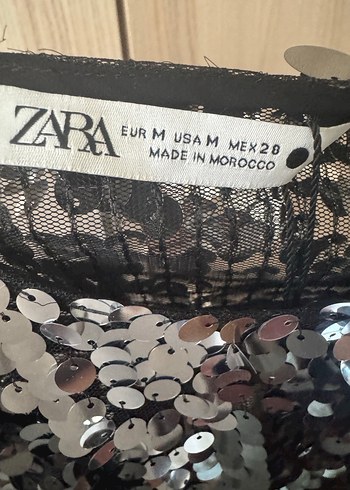 ZARA
EUR M USA M MEX 28
MADE IN MOROCCO